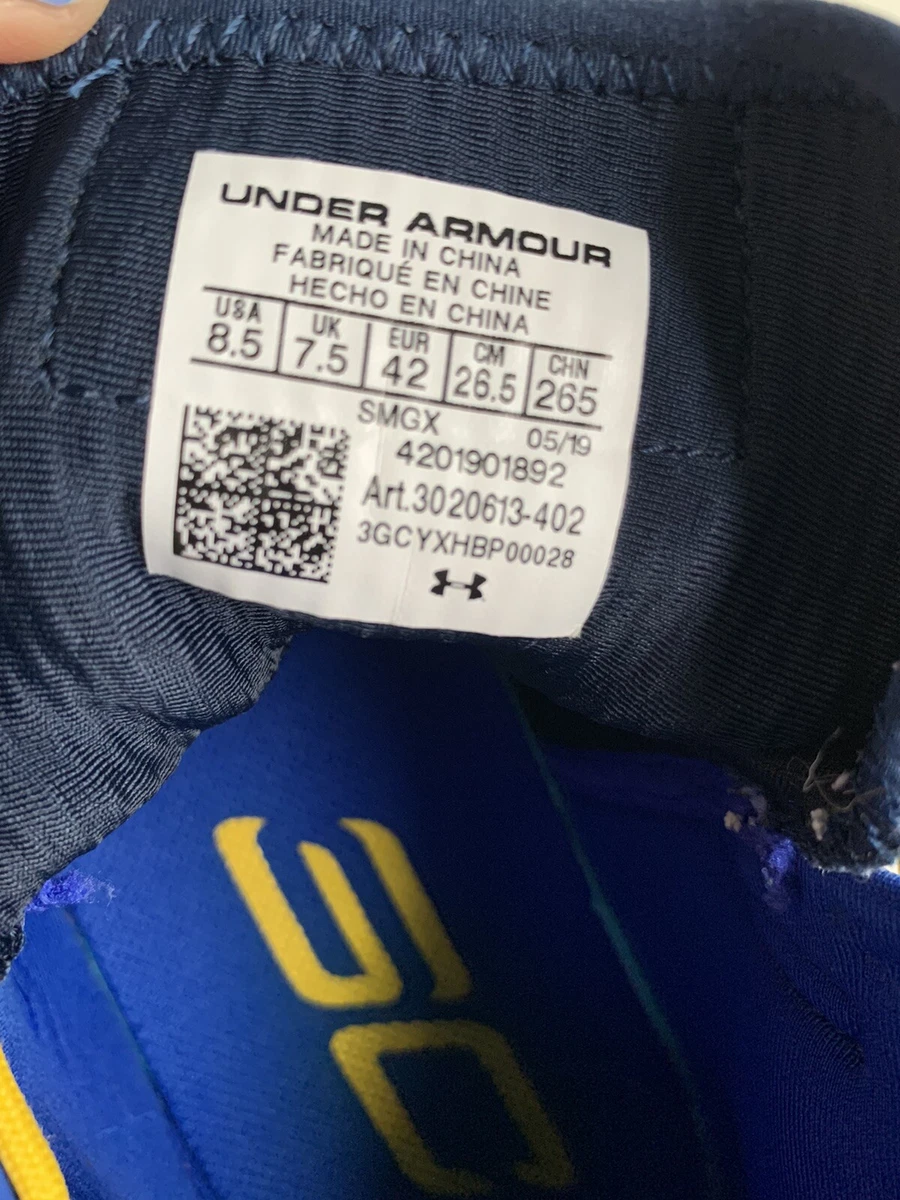 UNDER ARMOUR
MADE IN CHINA
FABRIQUÉ EN CHINE
HECHO EN CHINA
USA UK EUR CM CHN
8.5 7.5 42 26.5 265
SMGX 05/19
4201901892
Art.3020613-402
3GCYXHBP00028
SC